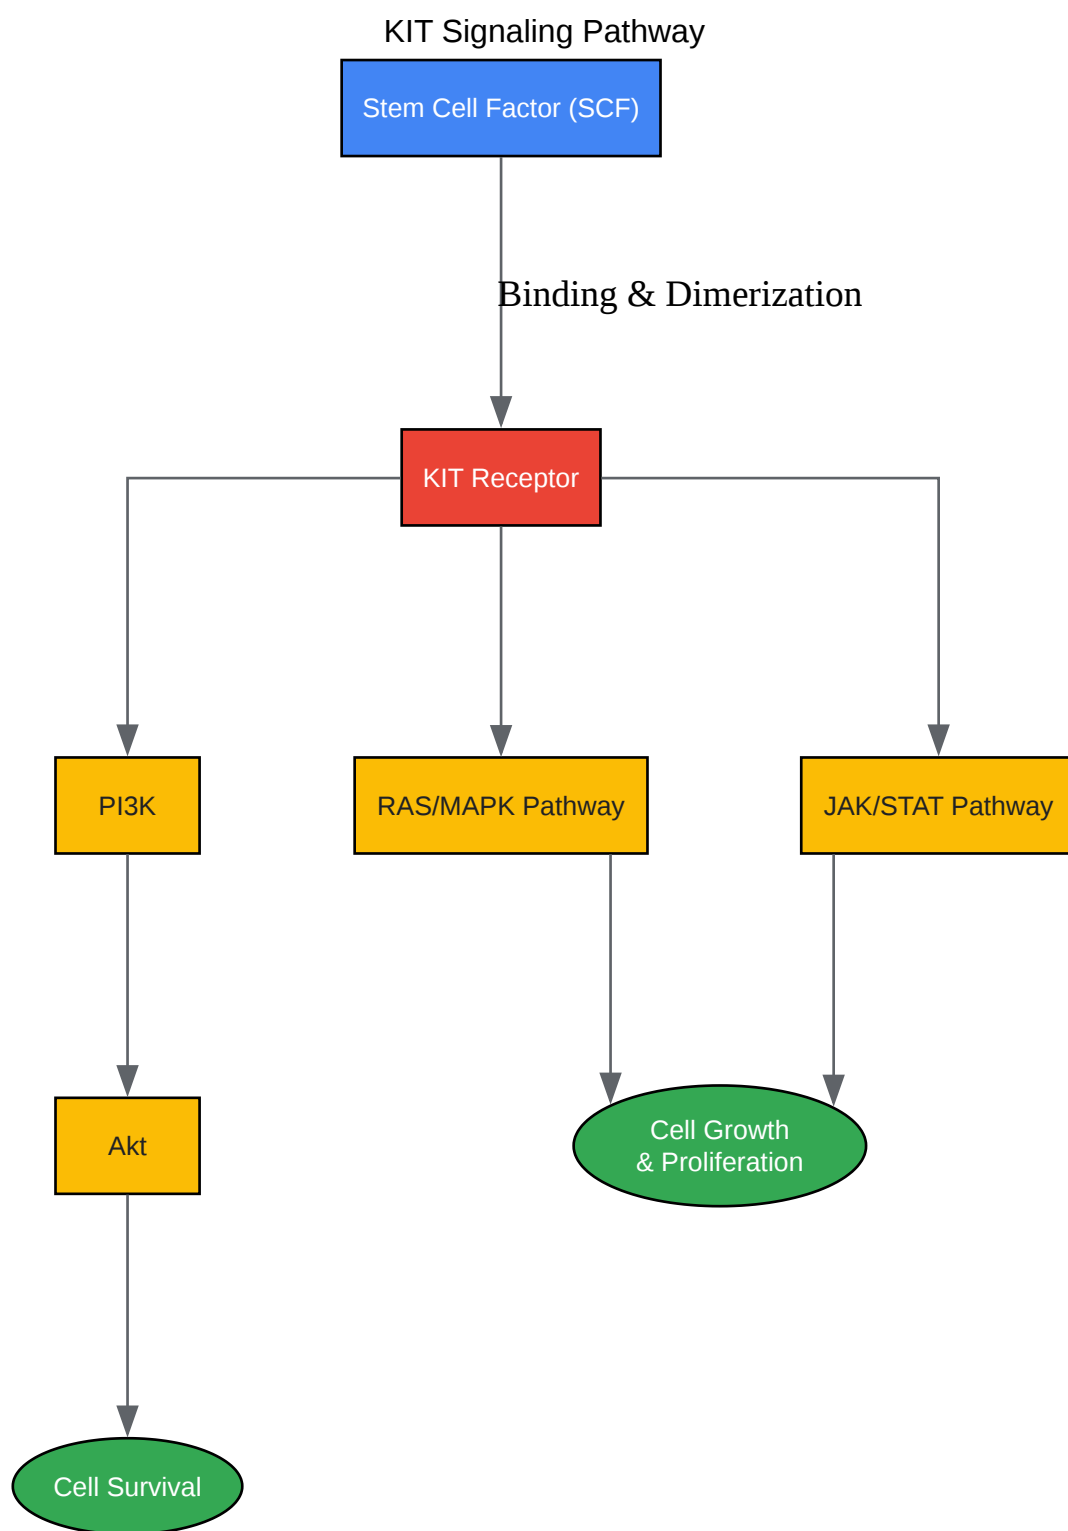 KIT Signaling Pathway
Stem Cell Factor (SCF)
Binding & Dimerization
KIT Receptor
PI3K
RAS/MAPK Pathway
JAK/STAT Pathway
Akt
Cell Growth
& Proliferation
Cell Survival